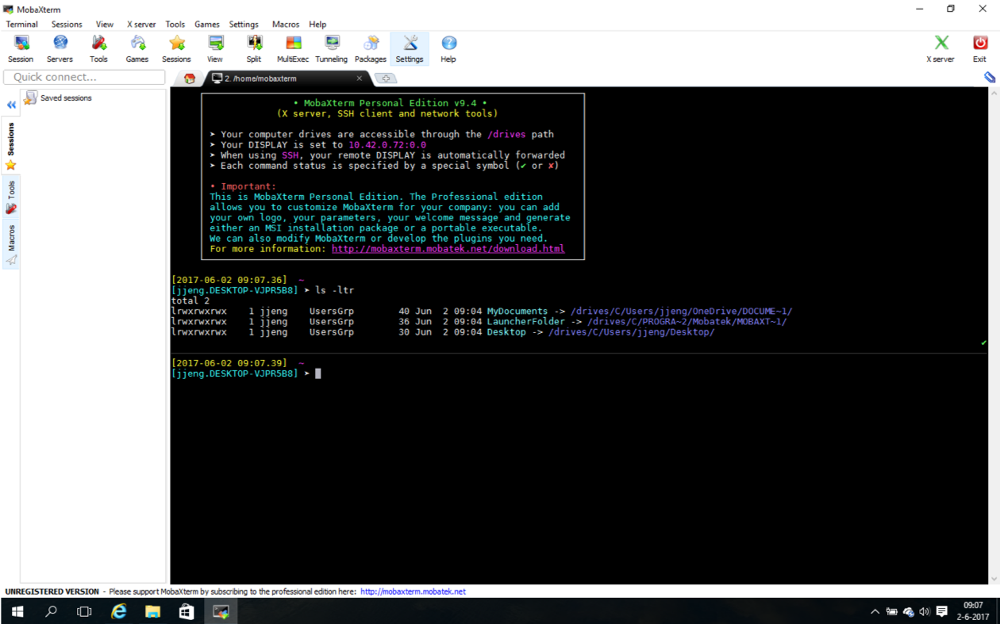 MobaXterm
Terminal Sessions View X server Tools Games Settings Macros Help
Session Servers Tools Games Sessions View Split MultiExec Tunneling Packages Settings Help X server Exit
Quick connect...
2. /home/mobaxterm
Saved sessions
Sessions
Tools
Macros
• MobaXterm Personal Edition v9.4 •
(X server, SSH client and network tools)
➤ Your computer drives are accessible through the /drives path
➤ Your DISPLAY is set to 10.42.0.72:0.0
➤ When using SSH, your remote DISPLAY is automatically forwarded
➤ Each command status is specified by a special symbol (✔ or ✘)
• Important:
This is MobaXterm Personal Edition. The Professional edition
allows you to customize MobaXterm for your company: you can add
your own logo, your parameters, your welcome message and generate
either an MSI installation package or a portable executable.
We can also modify MobaXterm or develop the plugins you need.
For more information: http://mobaxterm.mobatek.net/download.html
[2017-06-02 09:07.36] ~
[jjeng.DESKTOP-VJPR5B8] ➤ ls -ltr
total 2
lrwxrwxrwx 1 jjeng UsersGrp 40 Jun 2 09:04 MyDocuments -> /drives/C/Users/jjeng/OneDrive/DOCUME~1/
lrwxrwxrwx 1 jjeng UsersGrp 36 Jun 2 09:04 LauncherFolder -> /drives/C/PROGRA~2/Mobatek/MOBAXT~1/
lrwxrwxrwx 1 jjeng UsersGrp 30 Jun 2 09:04 Desktop -> /drives/C/Users/jjeng/Desktop/
✔
[2017-06-02 09:07.39] ~
[jjeng.DESKTOP-VJPR5B8] ➤
UNREGISTERED VERSION - Please support MobaXterm by subscribing to the professional edition here: http://mobaxterm.mobatek.net
09:07
2-6-2017